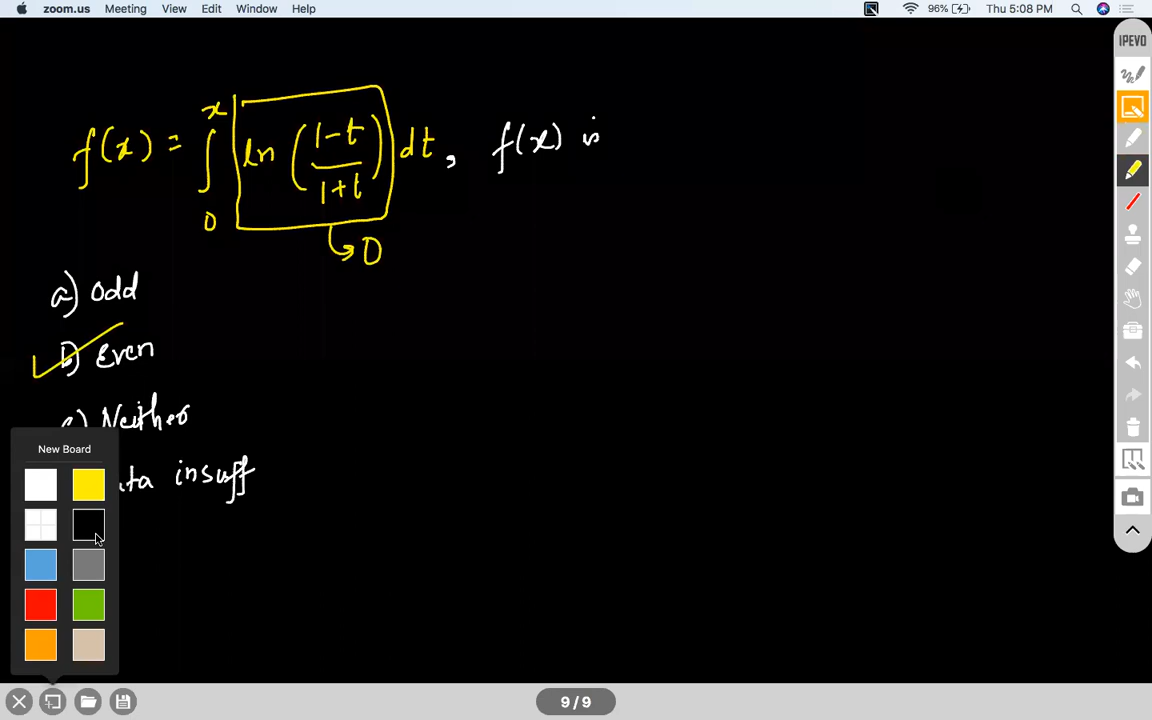 zoom.us Meeting View Edit Window Help 96% Thu 5:08 PM
IPEVO
f(x) = ∫₀ˣ ln (1-t/1+t) dt, f(x) is
→ O
a) Odd
b) Even
c) Neither
New Board
ata insuff
9 / 9